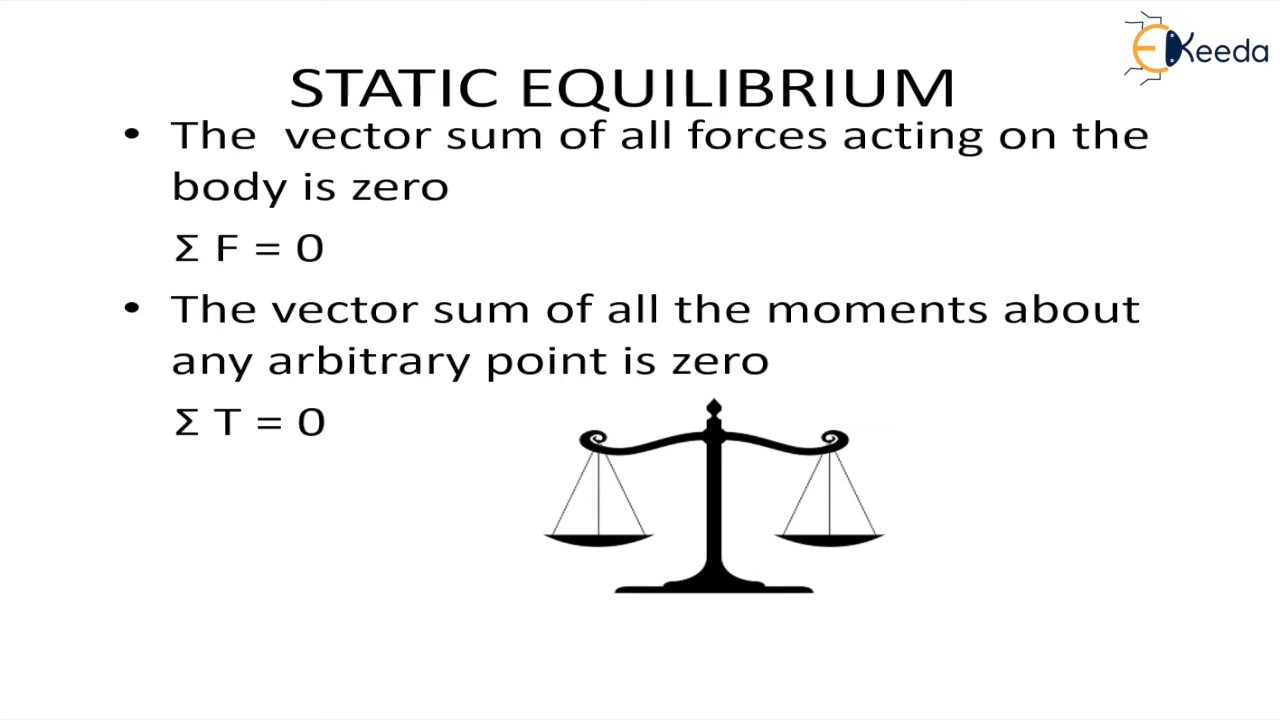 EKeeda
STATIC EQUILIBRIUM
• The vector sum of all forces acting on the
body is zero
Σ F = 0
• The vector sum of all the moments about
any arbitrary point is zero
Σ T = 0